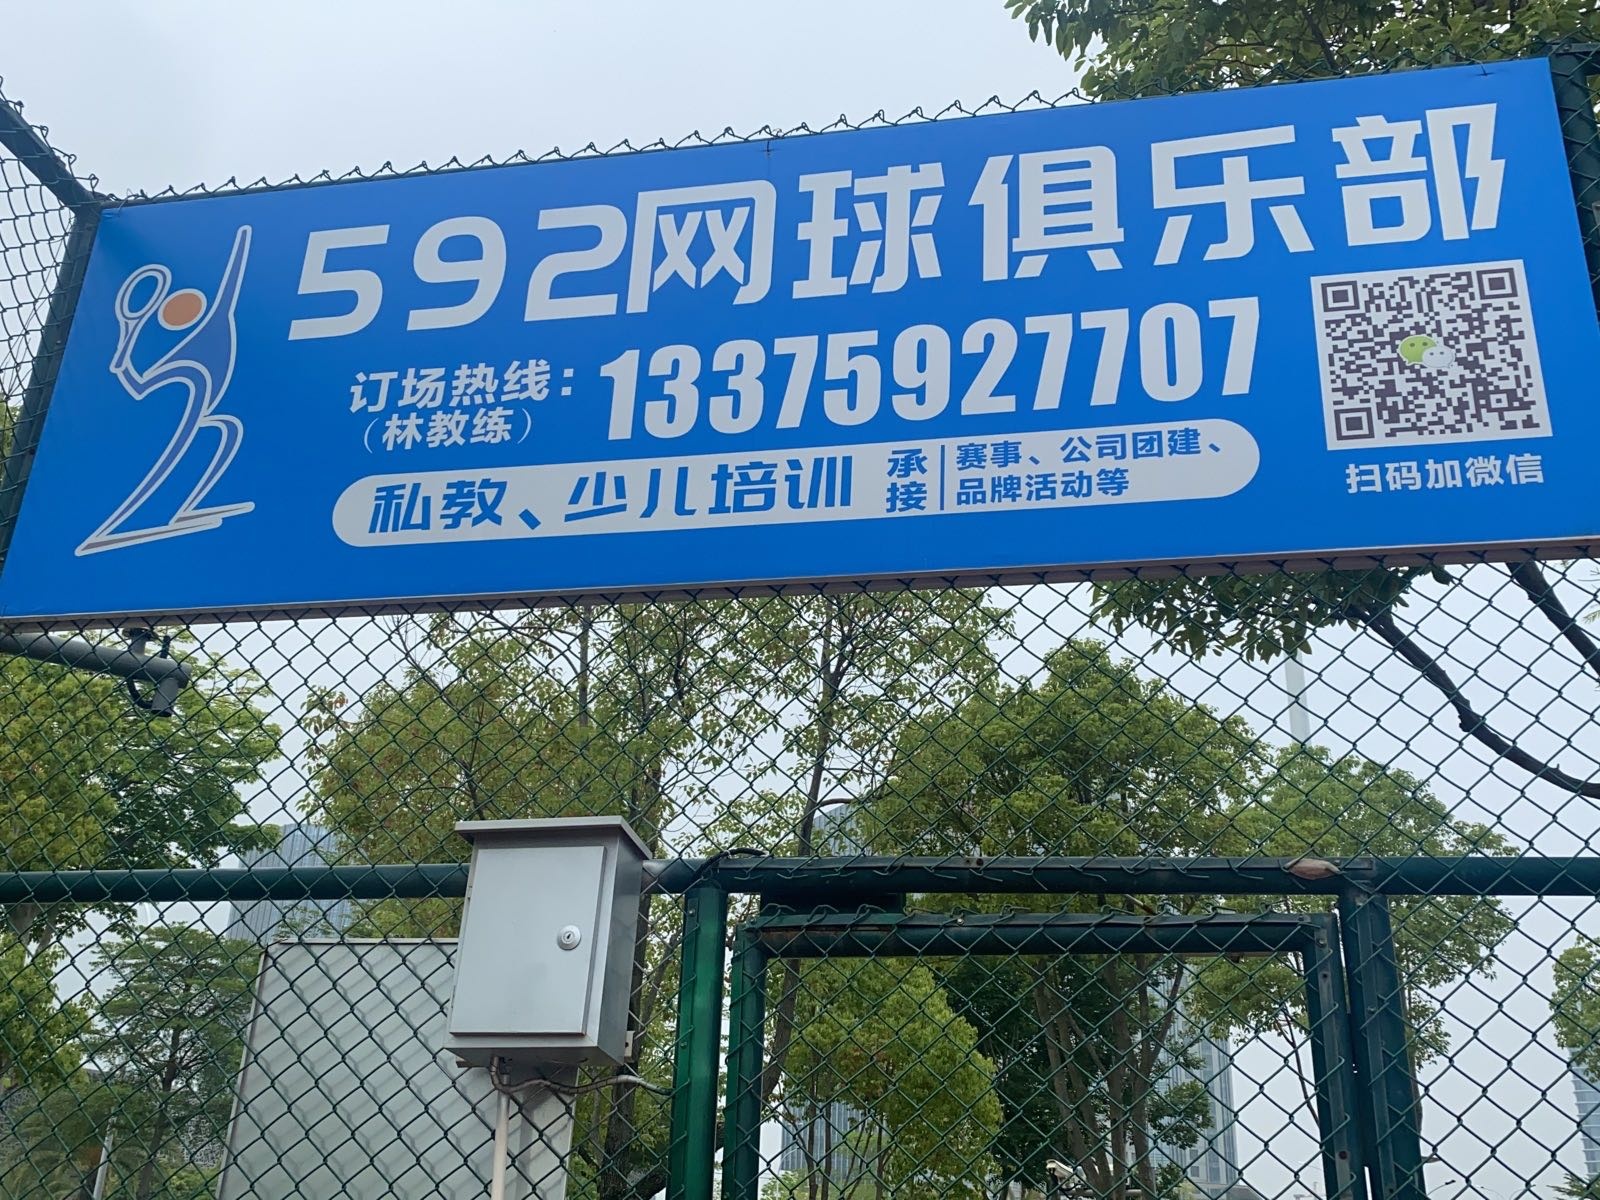 592网球俱乐部
订场热线：13375927707
（林教练）
私教、少儿培训
承接
赛事、公司团建、
品牌活动等
扫码加微信